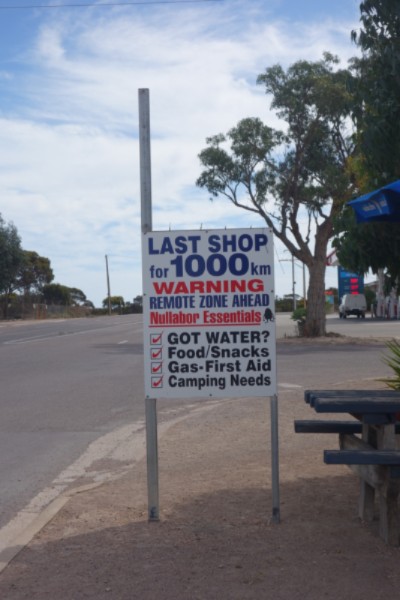 LAST SHOP
for 1000 km
WARNING
REMOTE ZONE AHEAD
Nullabor Essentials
GOT WATER?
Food/Snacks
Gas-First Aid
Camping Needs